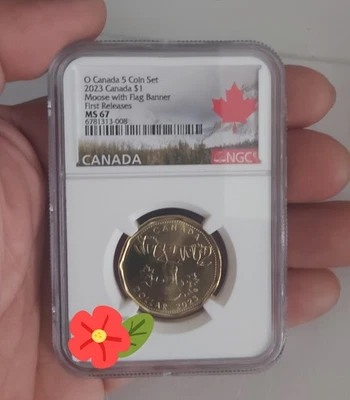 O Canada 5 Coin Set
2023 Canada $1
Moose with Flag Banner
First Releases
MS 67
6781313-008
CANADA
NGC
CANADA
DOLLAR 2023